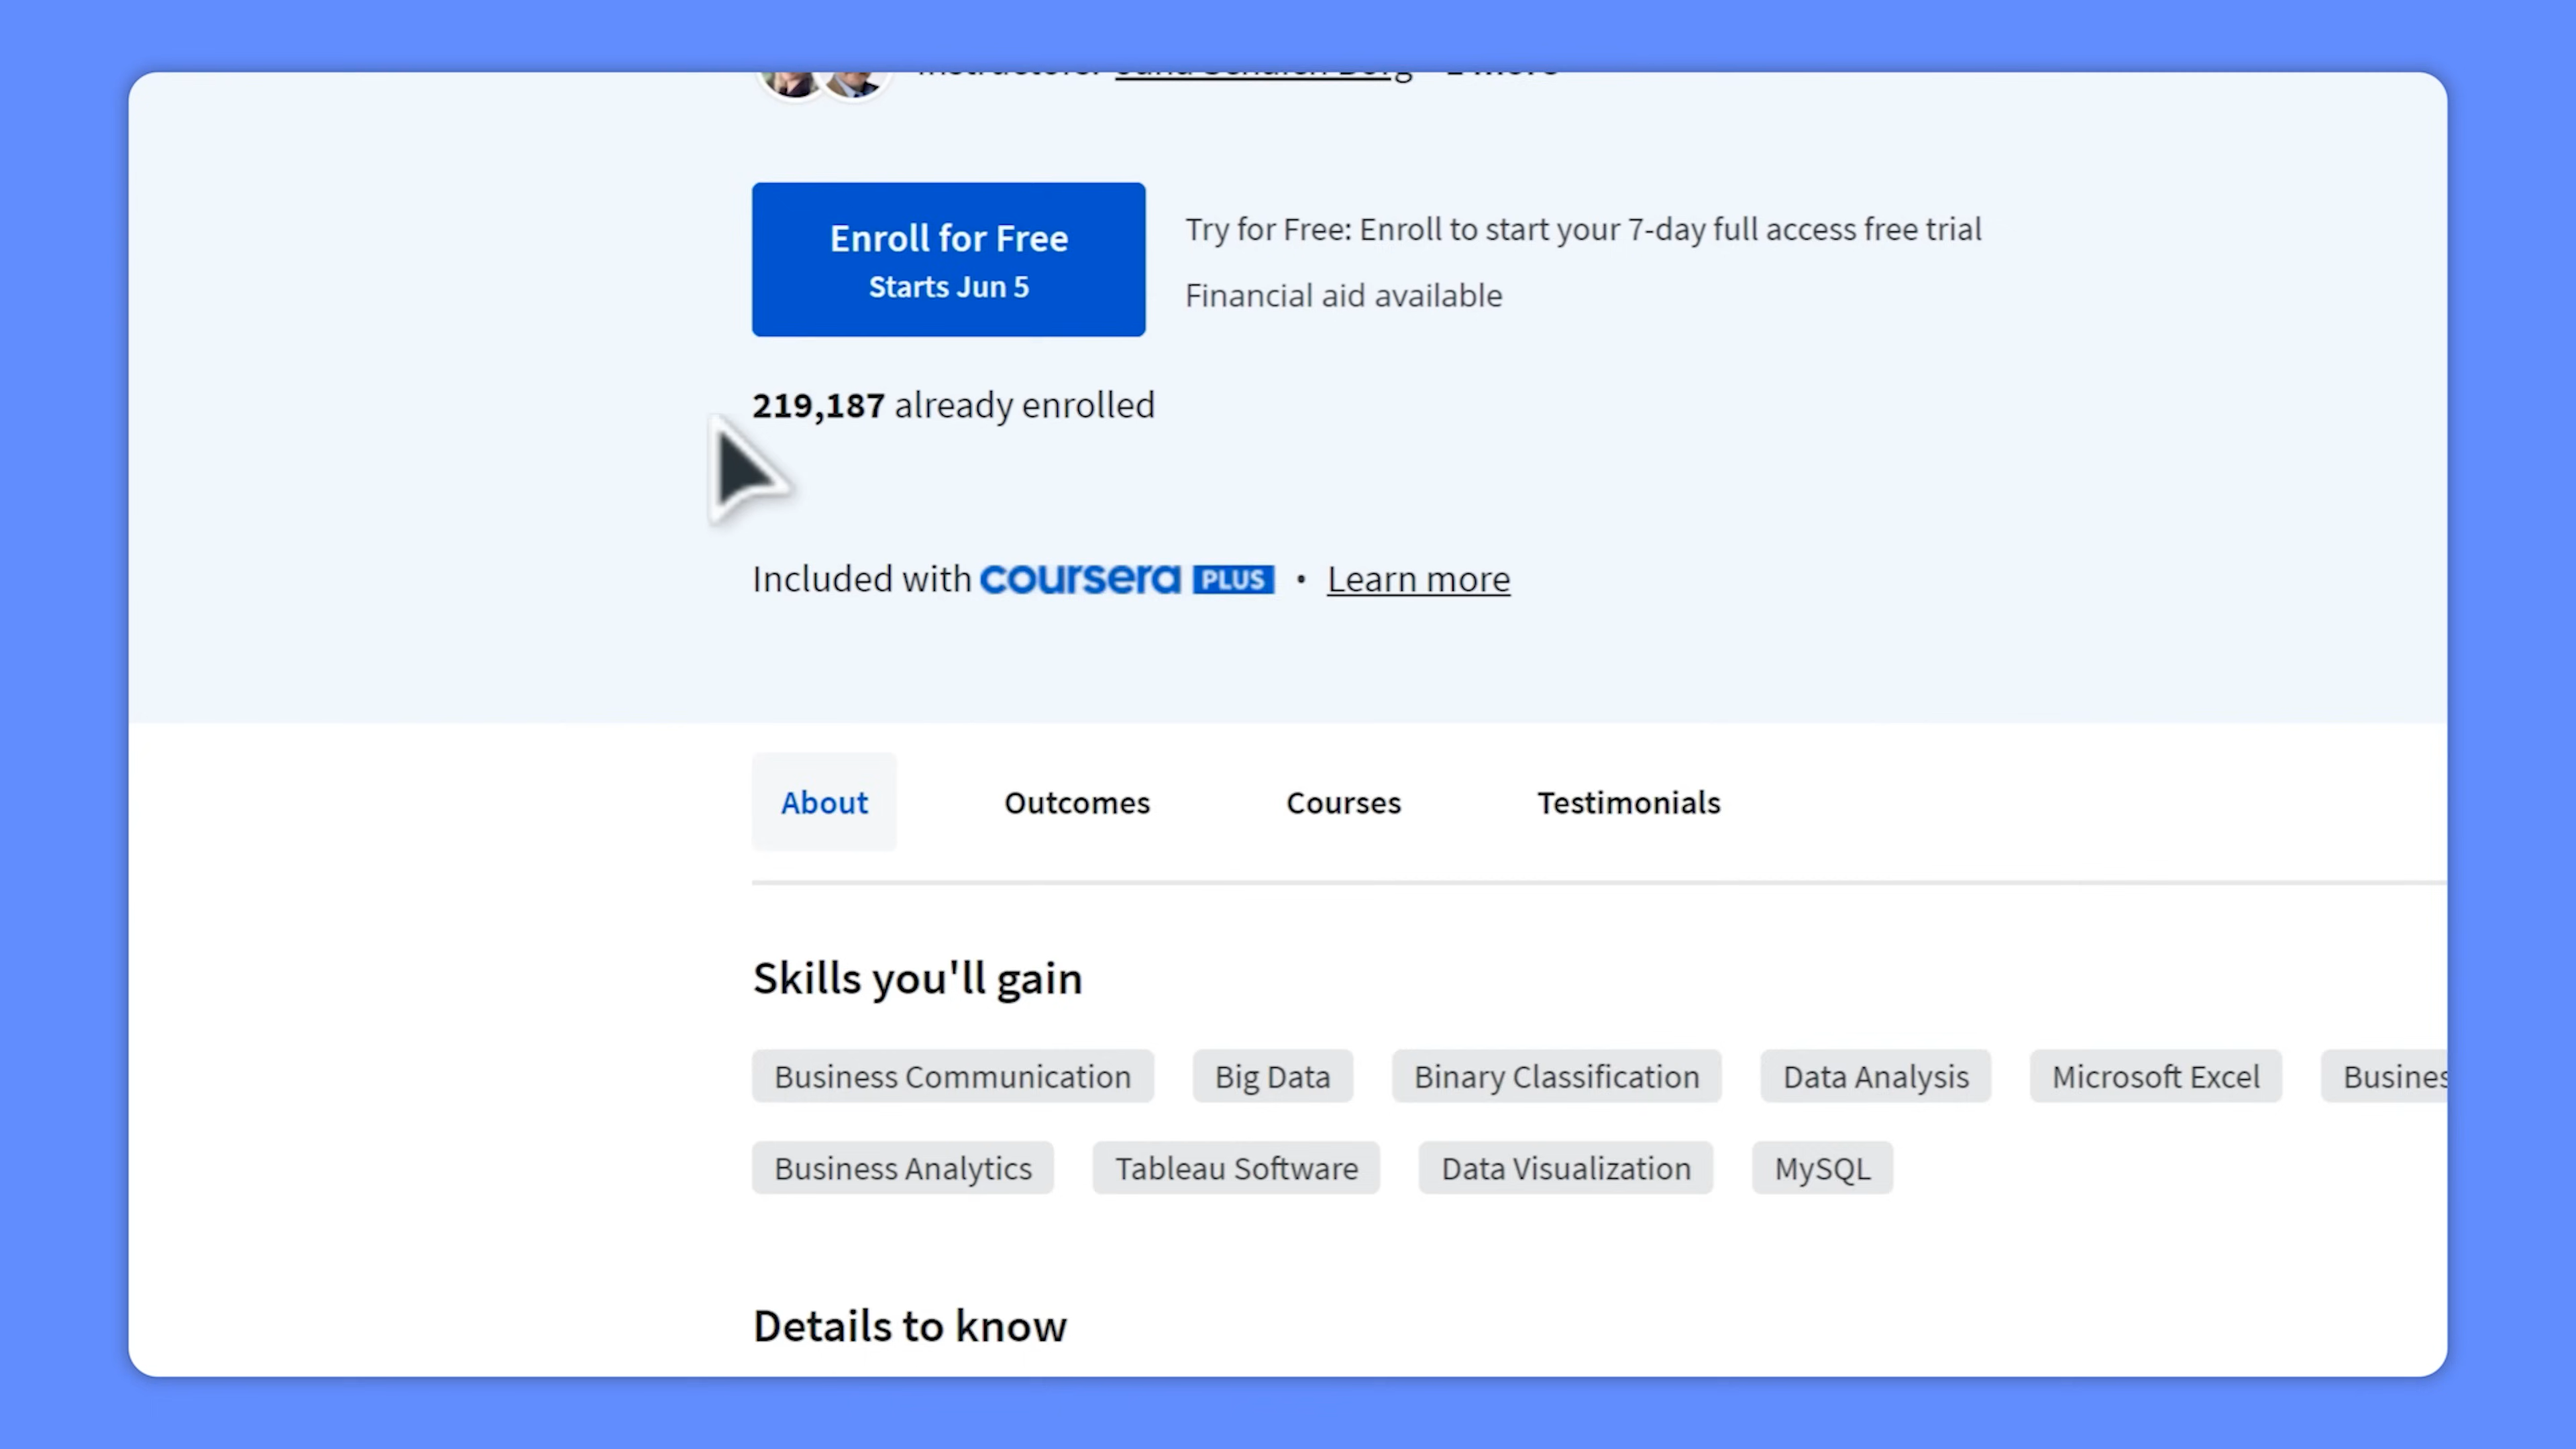 Enroll for Free
Starts Jun 5
Try for Free: Enroll to start your 7-day full access free trial
Financial aid available
219,187 already enrolled
Included with coursera PLUS • Learn more
About Outcomes Courses Testimonials
Skills you'll gain
Business Communication Big Data Binary Classification Data Analysis Microsoft Excel Busines
Business Analytics Tableau Software Data Visualization MySQL
Details to know